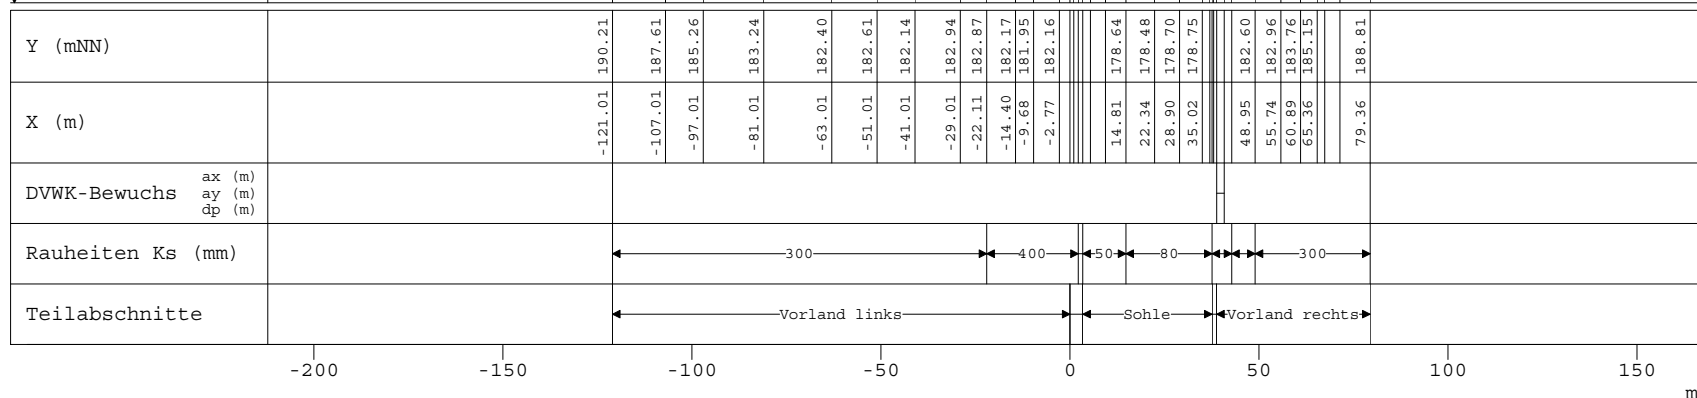 Y (mNN) 190.21 187.61 185.26 183.24 182.40 182.61 182.14 182.94 182.87 182.17 181.95 182.16 178.64 178.48 178.70 178.75 182.60 182.96 183.76 185.15 188.81
X (m) -121.01 -107.01 -97.01 -81.01 -63.01 -51.01 -41.01 -29.01 -22.11 -14.40 -9.68 -2.77 14.81 22.34 28.90 35.02 48.95 55.74 60.89 65.36 79.36
ax (m)
DVWK-Bewuchs ay (m)
dp (m)
Rauheiten Ks (mm) 300 400 50 80 300
Teilabschnitte Vorland links Sohle Vorland rechts
-200 -150 -100 -50 0 50 100 150
m